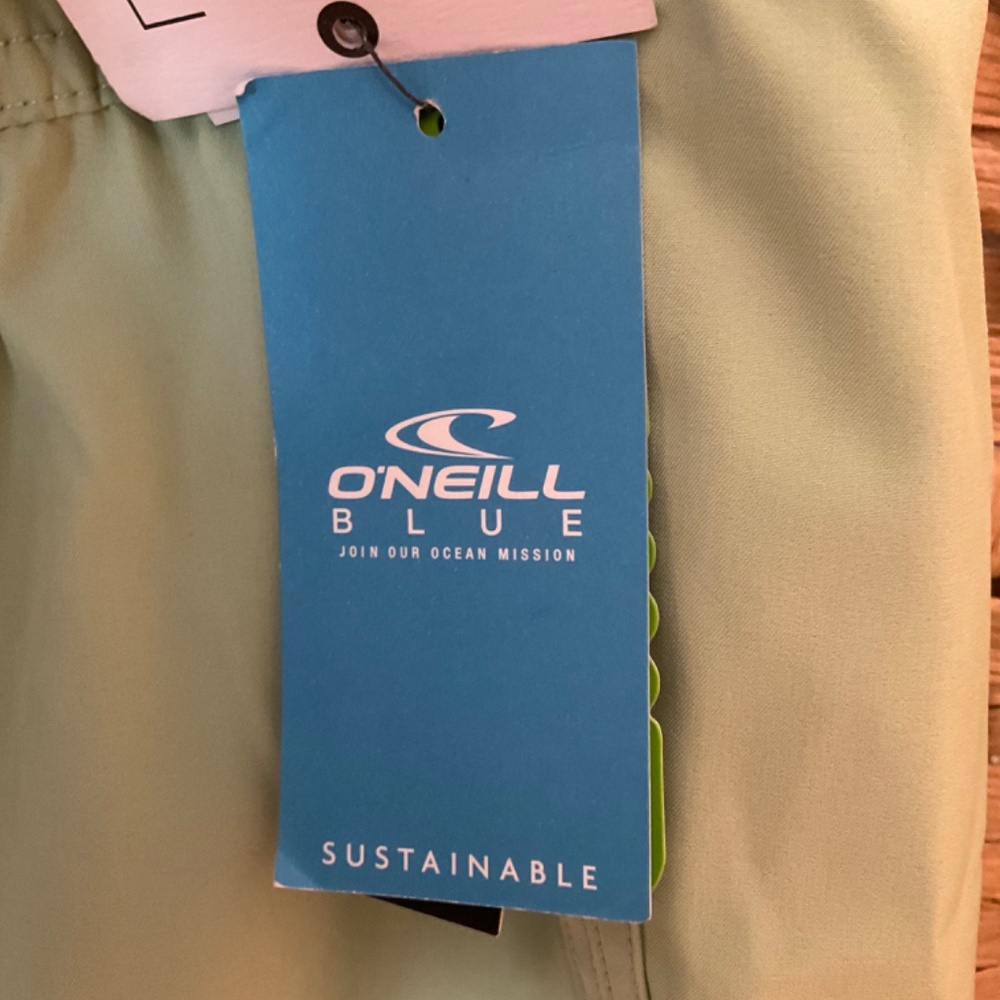 O'NEILL
BLUE
JOIN OUR OCEAN MISSION
SUSTAINABLE